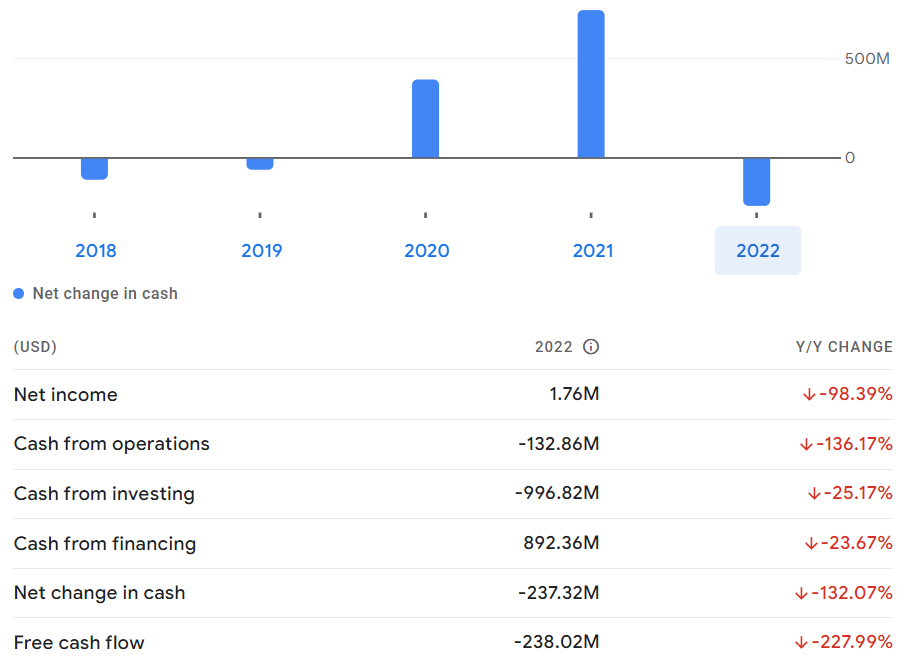 500M
0
2018 2019 2020 2021 2022
Net change in cash
(USD) 2022 Y/Y CHANGE
Net income 1.76M ↓-98.39%
Cash from operations -132.86M ↓-136.17%
Cash from investing -996.82M ↓-25.17%
Cash from financing 892.36M ↓-23.67%
Net change in cash -237.32M ↓-132.07%
Free cash flow -238.02M ↓-227.99%